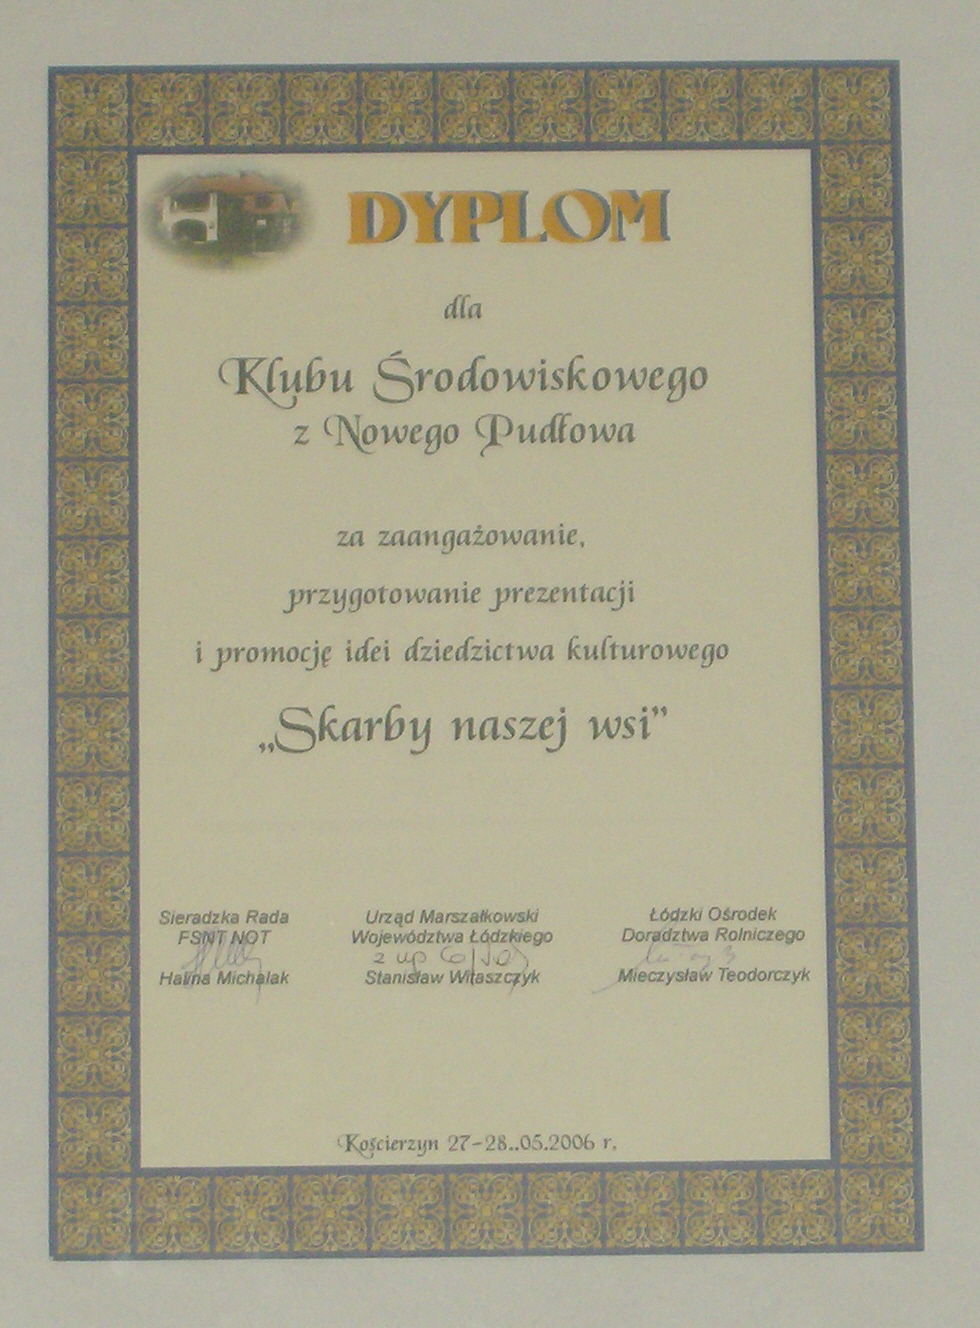 DYPLOM
dla
Klubu Środowiskowego
z Nowego Pudłowa
za zaangażowanie,
przygotowanie prezentacji
i promocję idei dziedzictwa kulturowego
„Skarby naszej wsi”
Sieradzka Rada
FSNT NOT
Halina Michalak
Urząd Marszałkowski
Województwa Łódzkiego
z up
Stanisław Witaszczyk
Łódzki Ośrodek
Doradztwa Rolniczego
Mieczysław Teodorczyk
Kościerzyn 27-28..05.2006 r.